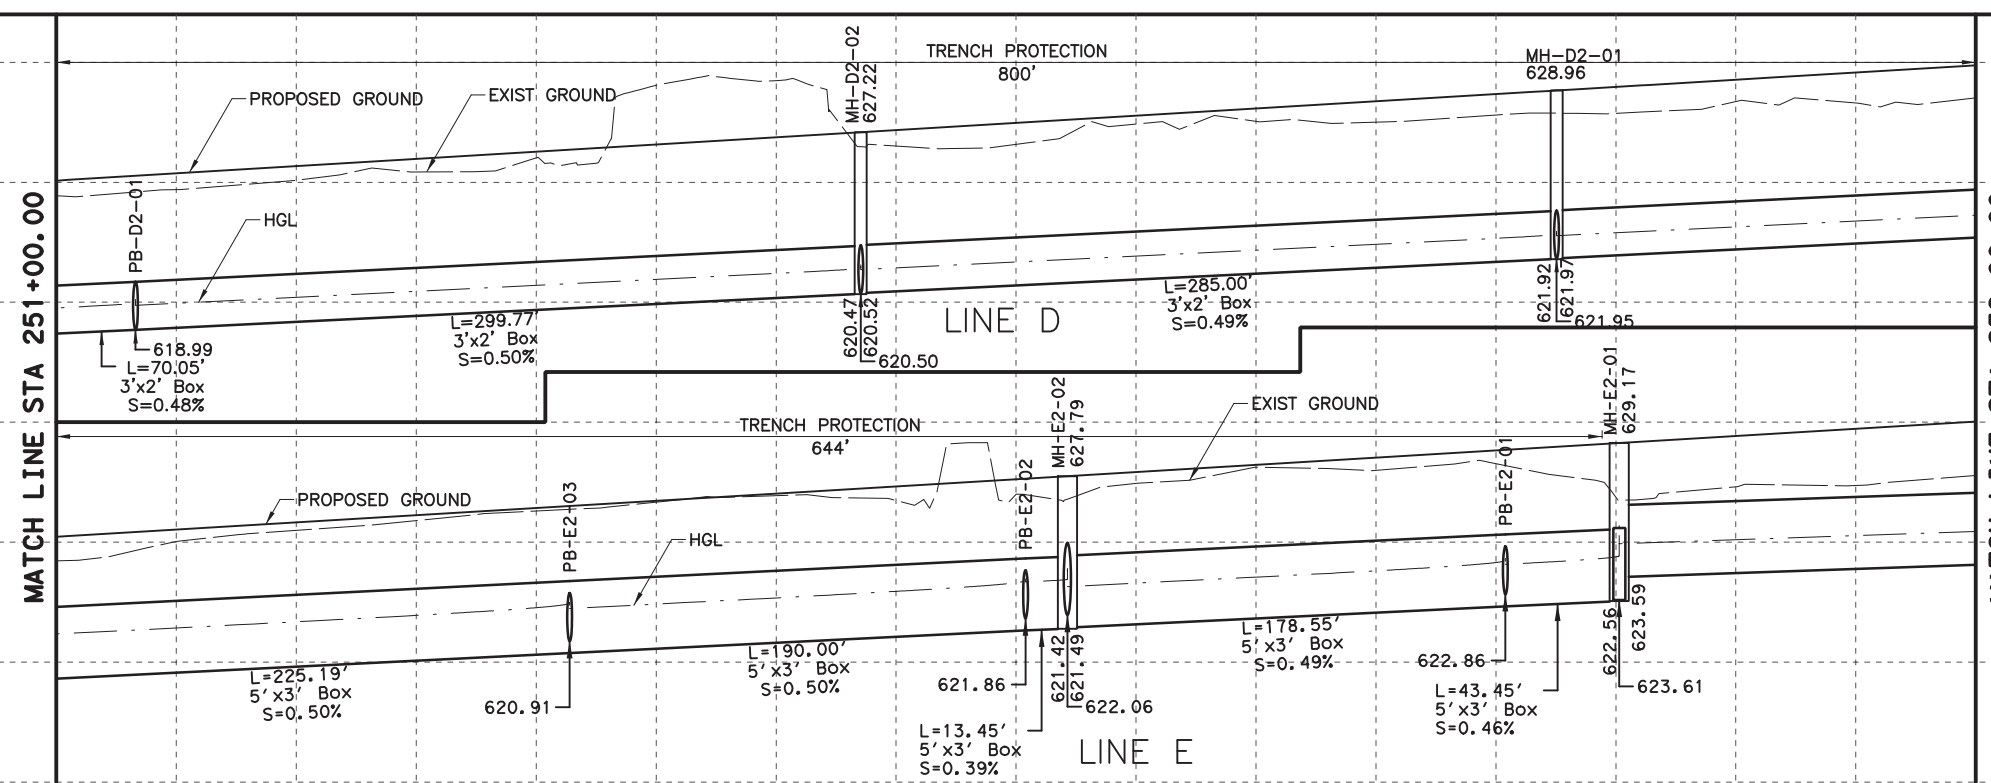 TRENCH PROTECTION
800'
MH-D2-02
627.22
MH-D2-01
628.96
PROPOSED GROUND
EXIST GROUND
PB-D2-01
HGL
MATCH LINE STA 251+00.00
618.99
L=70.05'
3'x2' Box
S=0.48%
L=299.77'
3'x2' Box
S=0.50%
620.47
620.52
620.50
LINE D
L=285.00'
3'x2' Box
S=0.49%
621.92
621.97
621.95
TRENCH PROTECTION
644'
MH-E2-02
627.79
EXIST GROUND
MH-E2-01
629.17
PROPOSED GROUND
PB-E2-03
HGL
PB-E2-02
PB-E2-01
L=225.19'
5'x3' Box
S=0.50%
620.91
L=190.00'
5'x3' Box
S=0.50%
621.86
621.42
621.49
622.06
L=13.45'
5'x3' Box
S=0.39%
LINE E
L=178.55'
5'x3' Box
S=0.49%
622.86
L=43.45'
5'x3' Box
S=0.46%
622.56
623.59
623.61